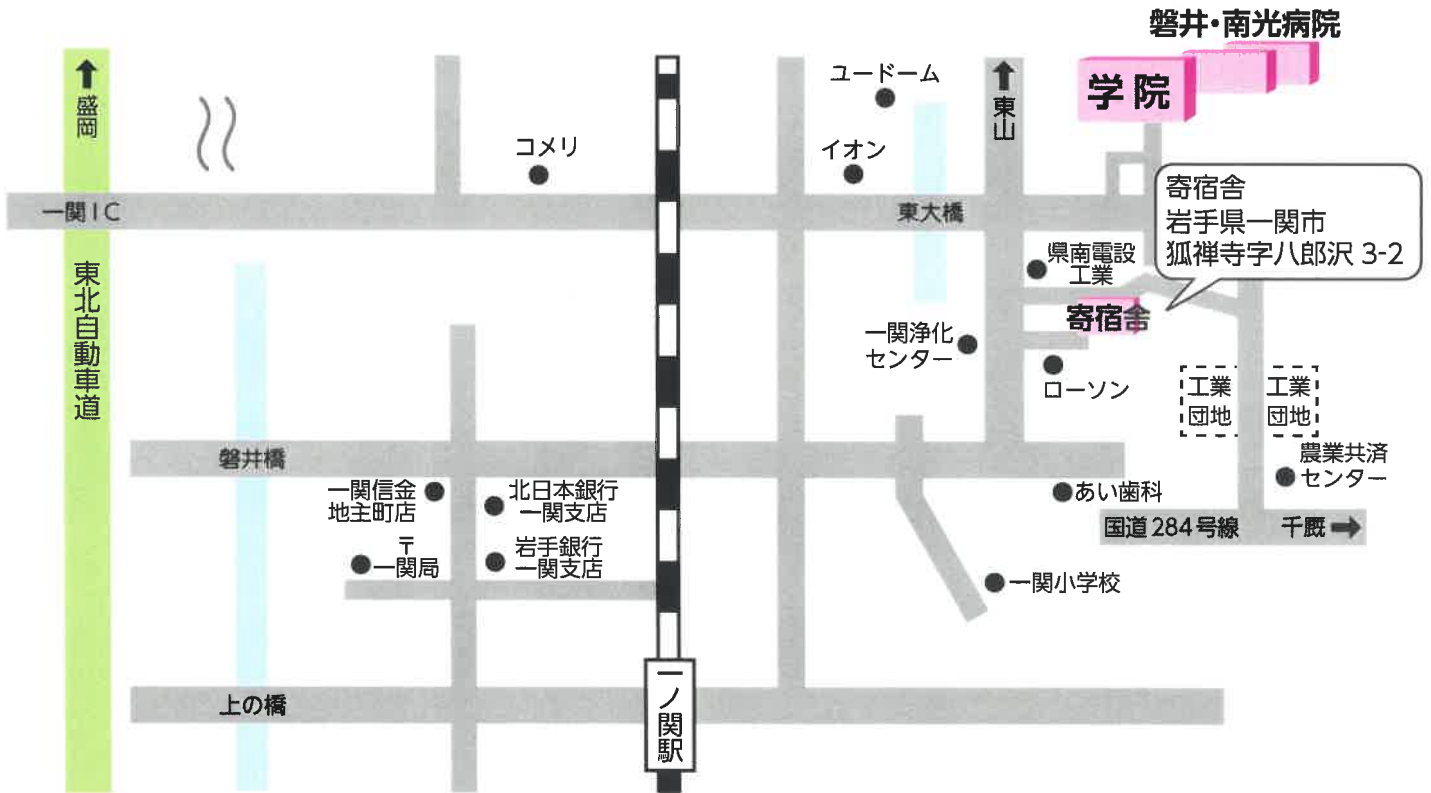 磐井・南光病院
学院
盛岡
ユードーム
東山
コメリ
イオン
一関IC
東大橋
寄宿舎
岩手県一関市
狐禅寺字八郎沢 3-2
東北自動車道
県南電設
工業
寄宿舎
一関浄化
センター
ローソン
工業
団地
工業
団地
磐井橋
農業共済
センター
一関信金
地主町店
北日本銀行
一関支店
あい歯科
国道284号線
千厩
〒
一関局
岩手銀行
一関支店
一関小学校
一ノ関駅
上の橋